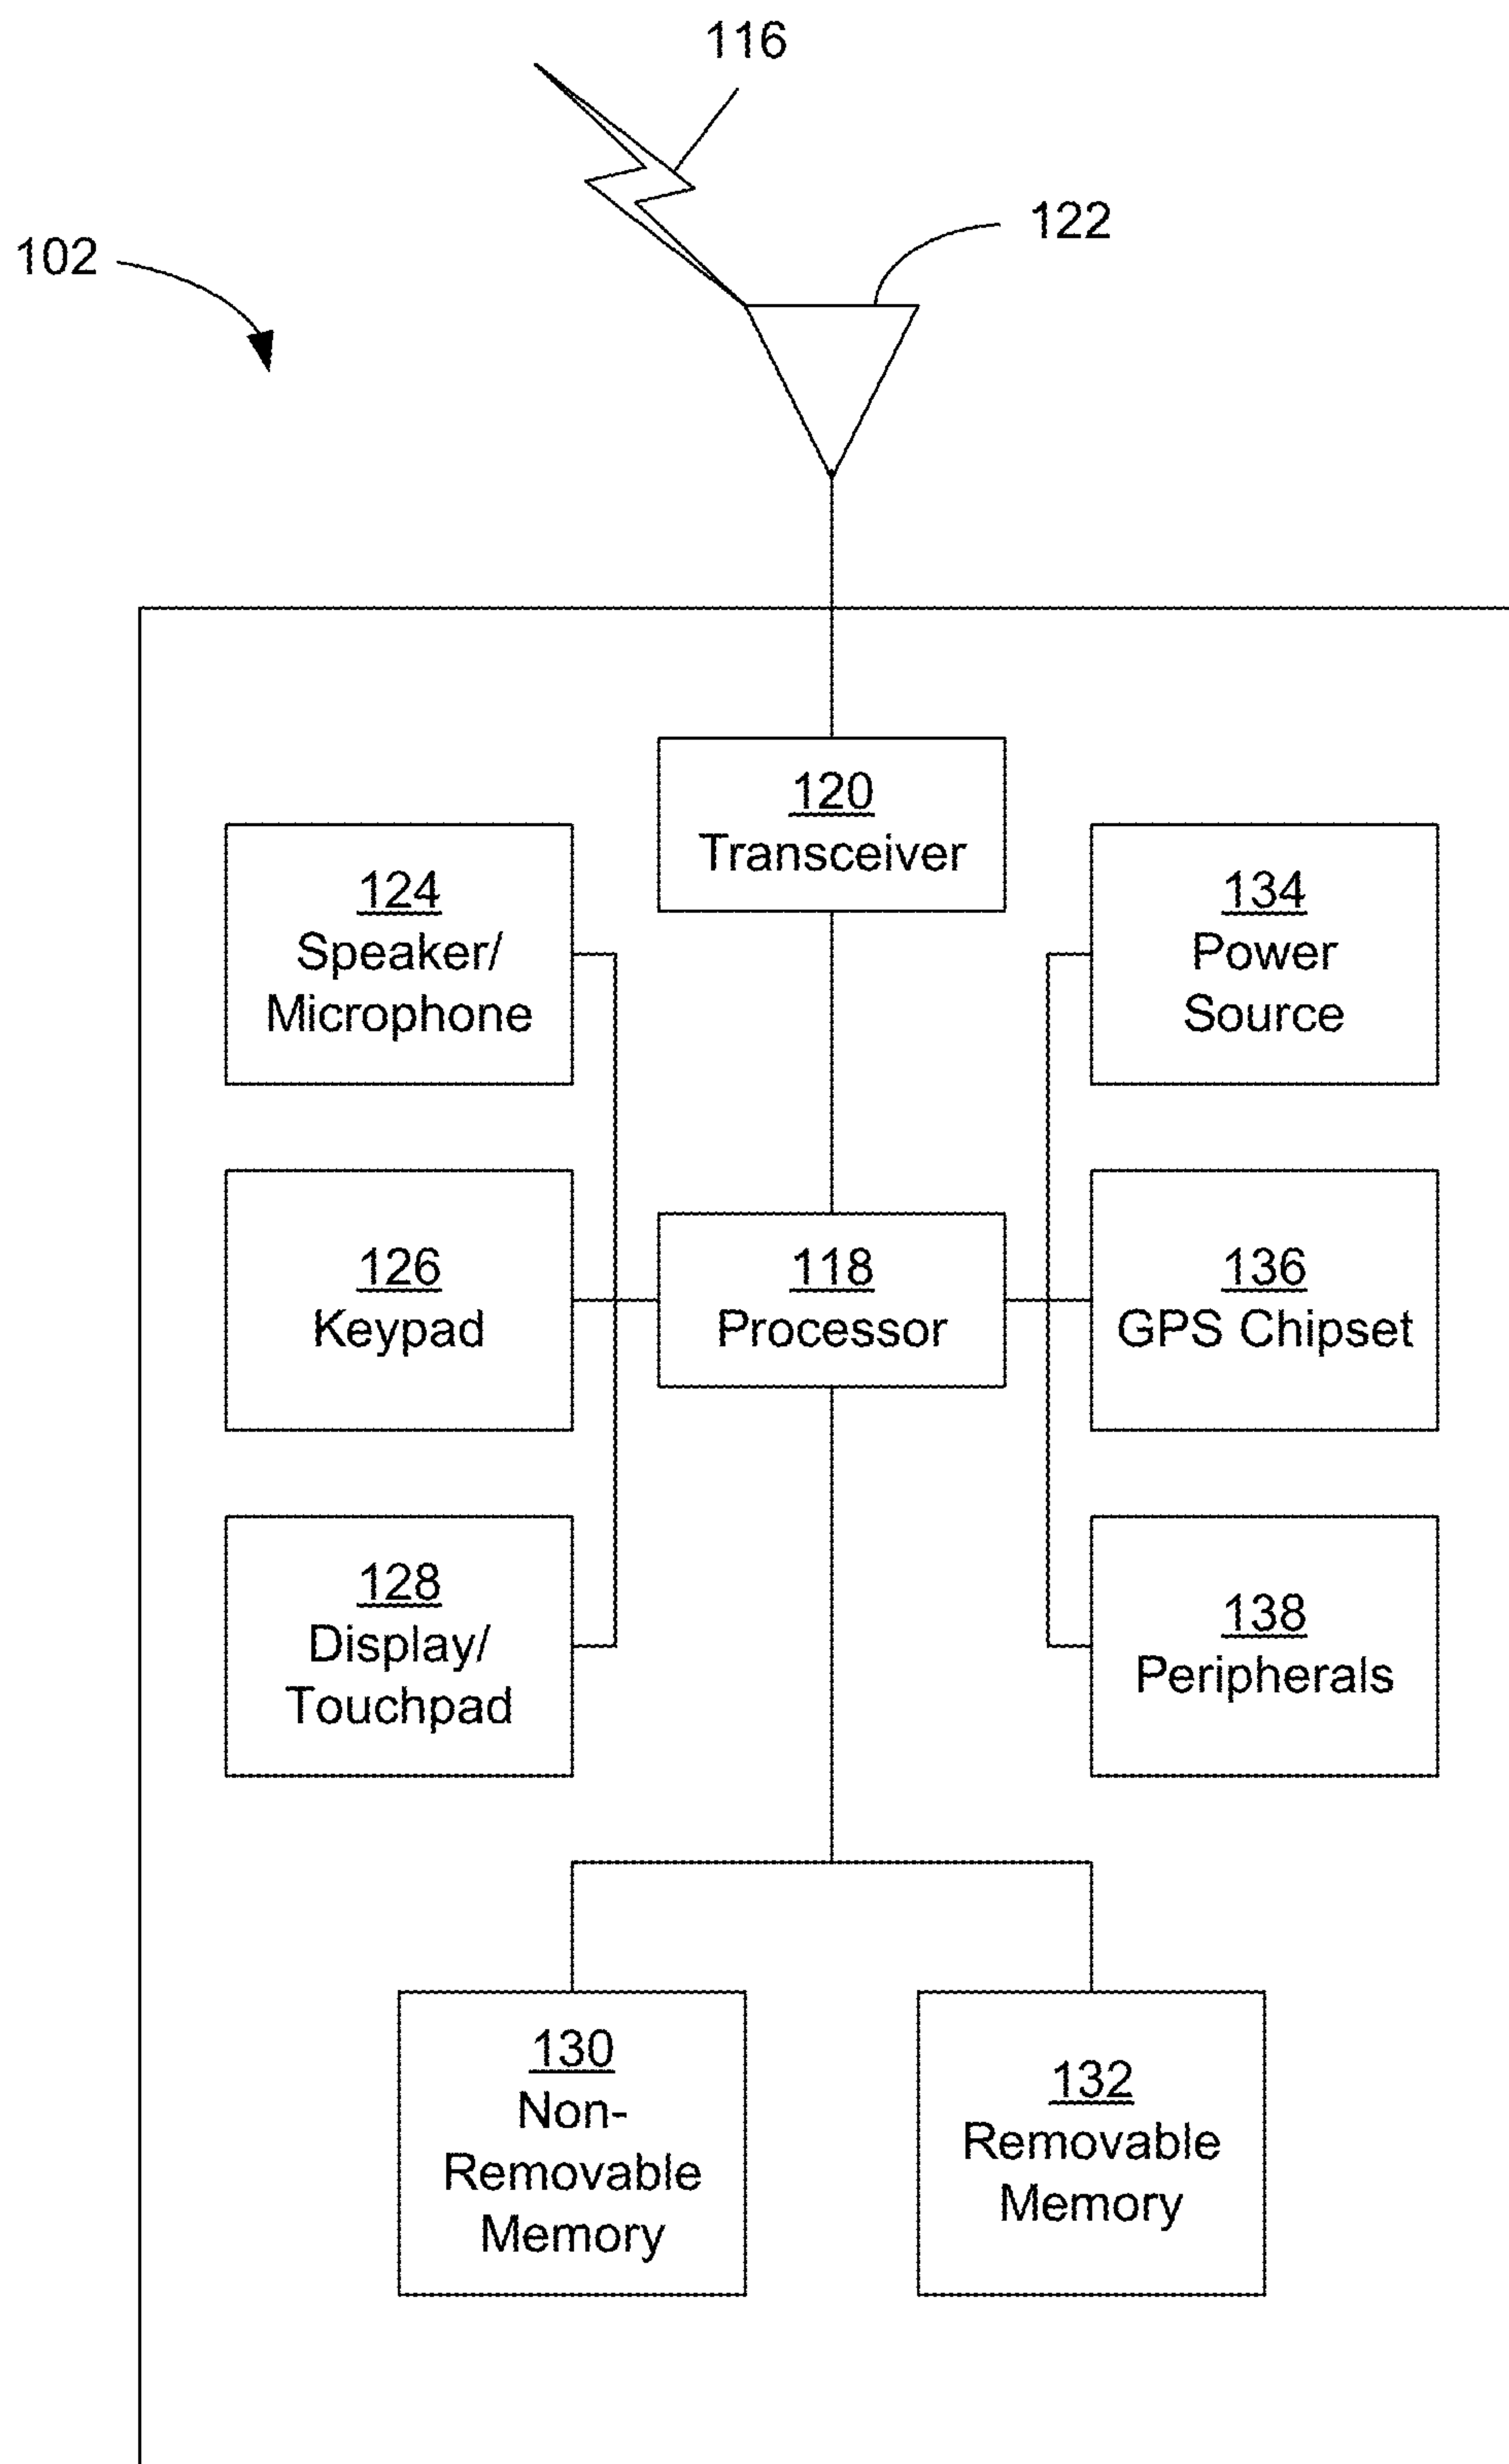 116
122
102
120
Transceiver
124
Speaker/
Microphone
134
Power
Source
126
Keypad
118
Processor
136
GPS Chipset
128
Display/
Touchpad
138
Peripherals
130
Non-
Removable
Memory
132
Removable
Memory